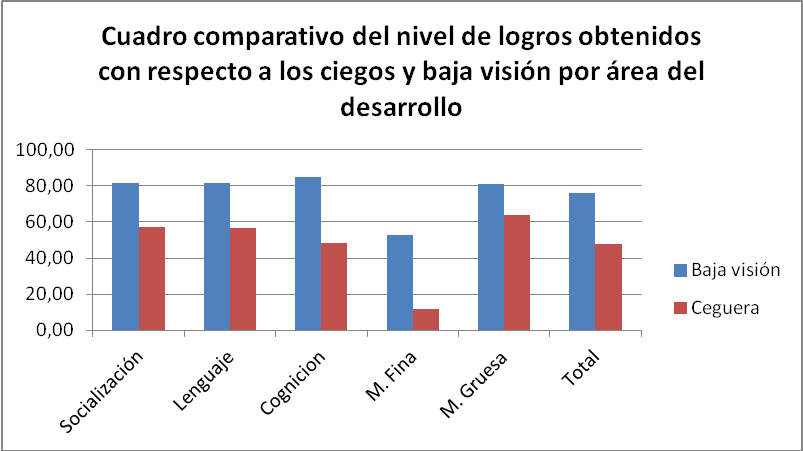 Cuadro comparativo del nivel de logros obtenidos
con respecto a los ciegos y baja visión por área del
desarrollo
100,00
80,00
60,00
40,00
20,00
0,00
Socialización
Lenguaje
Cognicion
M. Fina
M. Gruesa
Total
Baja visión
Ceguera